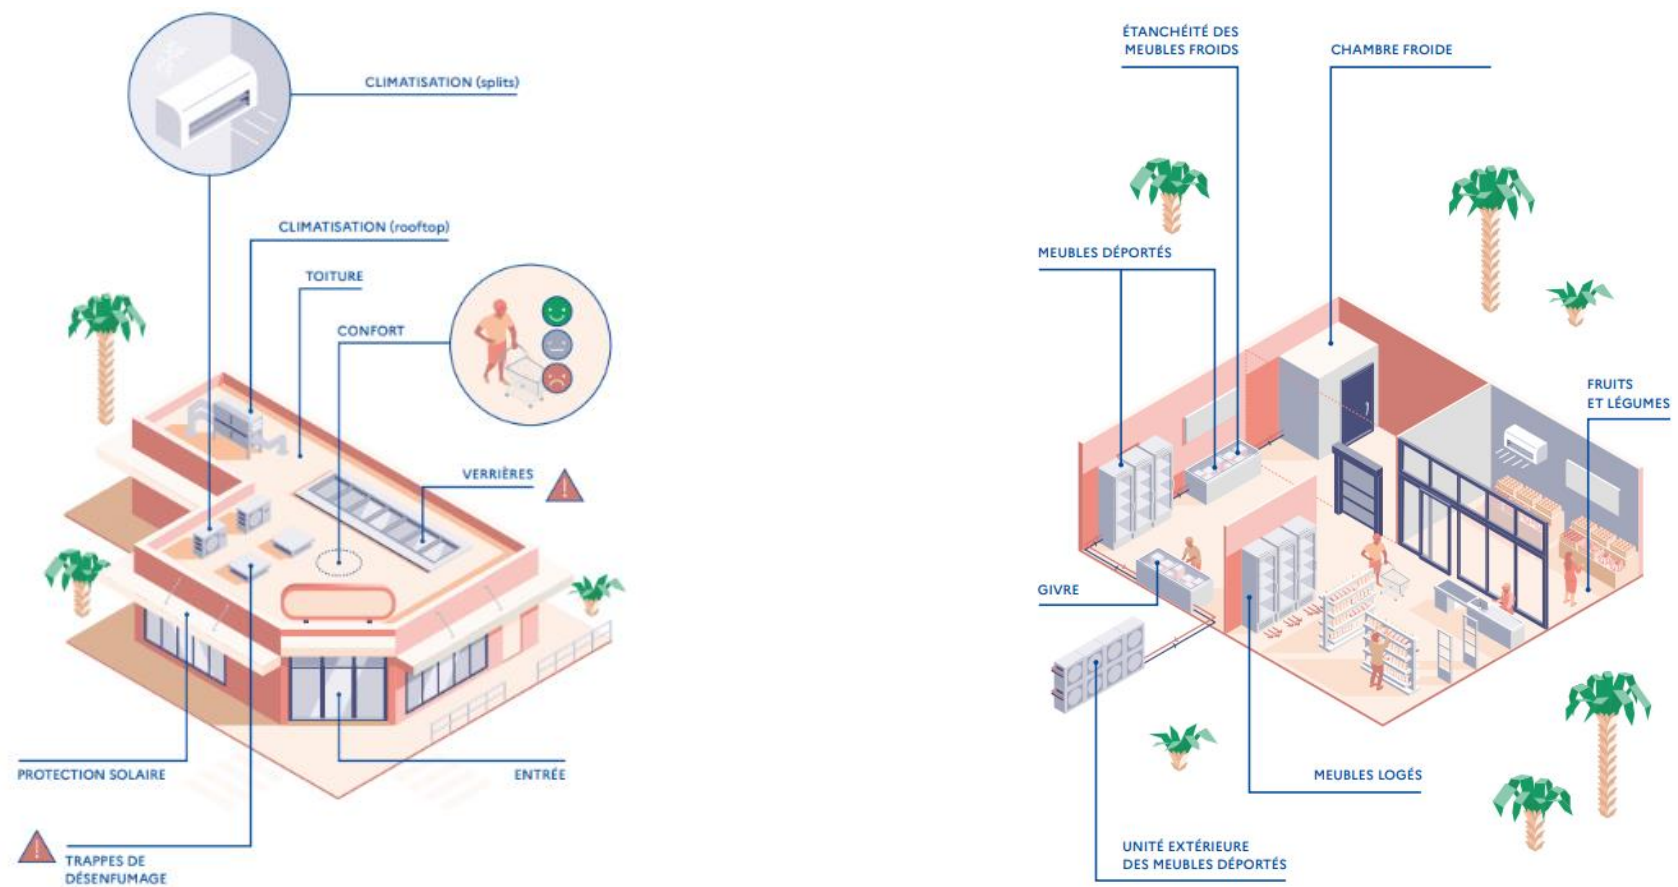 CLIMATISATION (splits)
CLIMATISATION (rooftop)
TOITURE
CONFORT
VERRIÈRES
PROTECTION SOLAIRE
ENTRÉE
TRAPPES DE
DÉSENFUMAGE
ÉTANCHÉITÉ DES
MEUBLES FROIDS
CHAMBRE FROIDE
MEUBLES DÉPORTÉS
FRUITS
ET LÉGUMES
GIVRE
MEUBLES LOGÉS
UNITÉ EXTÉRIEURE
DES MEUBLES DÉPORTÉS